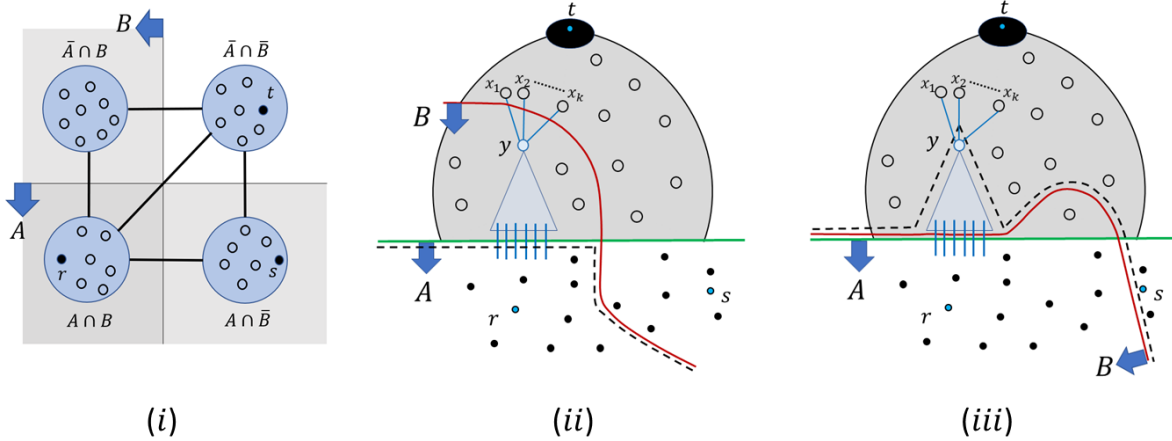 B
Ā ∩ B
Ā ∩ B̄
t
A
r
s
A ∩ B
A ∩ B̄
(i)
t
x₁ x₂ ........ xₖ
B
y
A
r
s
(ii)
t
x₁ x₂ ........ xₖ
y
A
r
s
B
(iii)